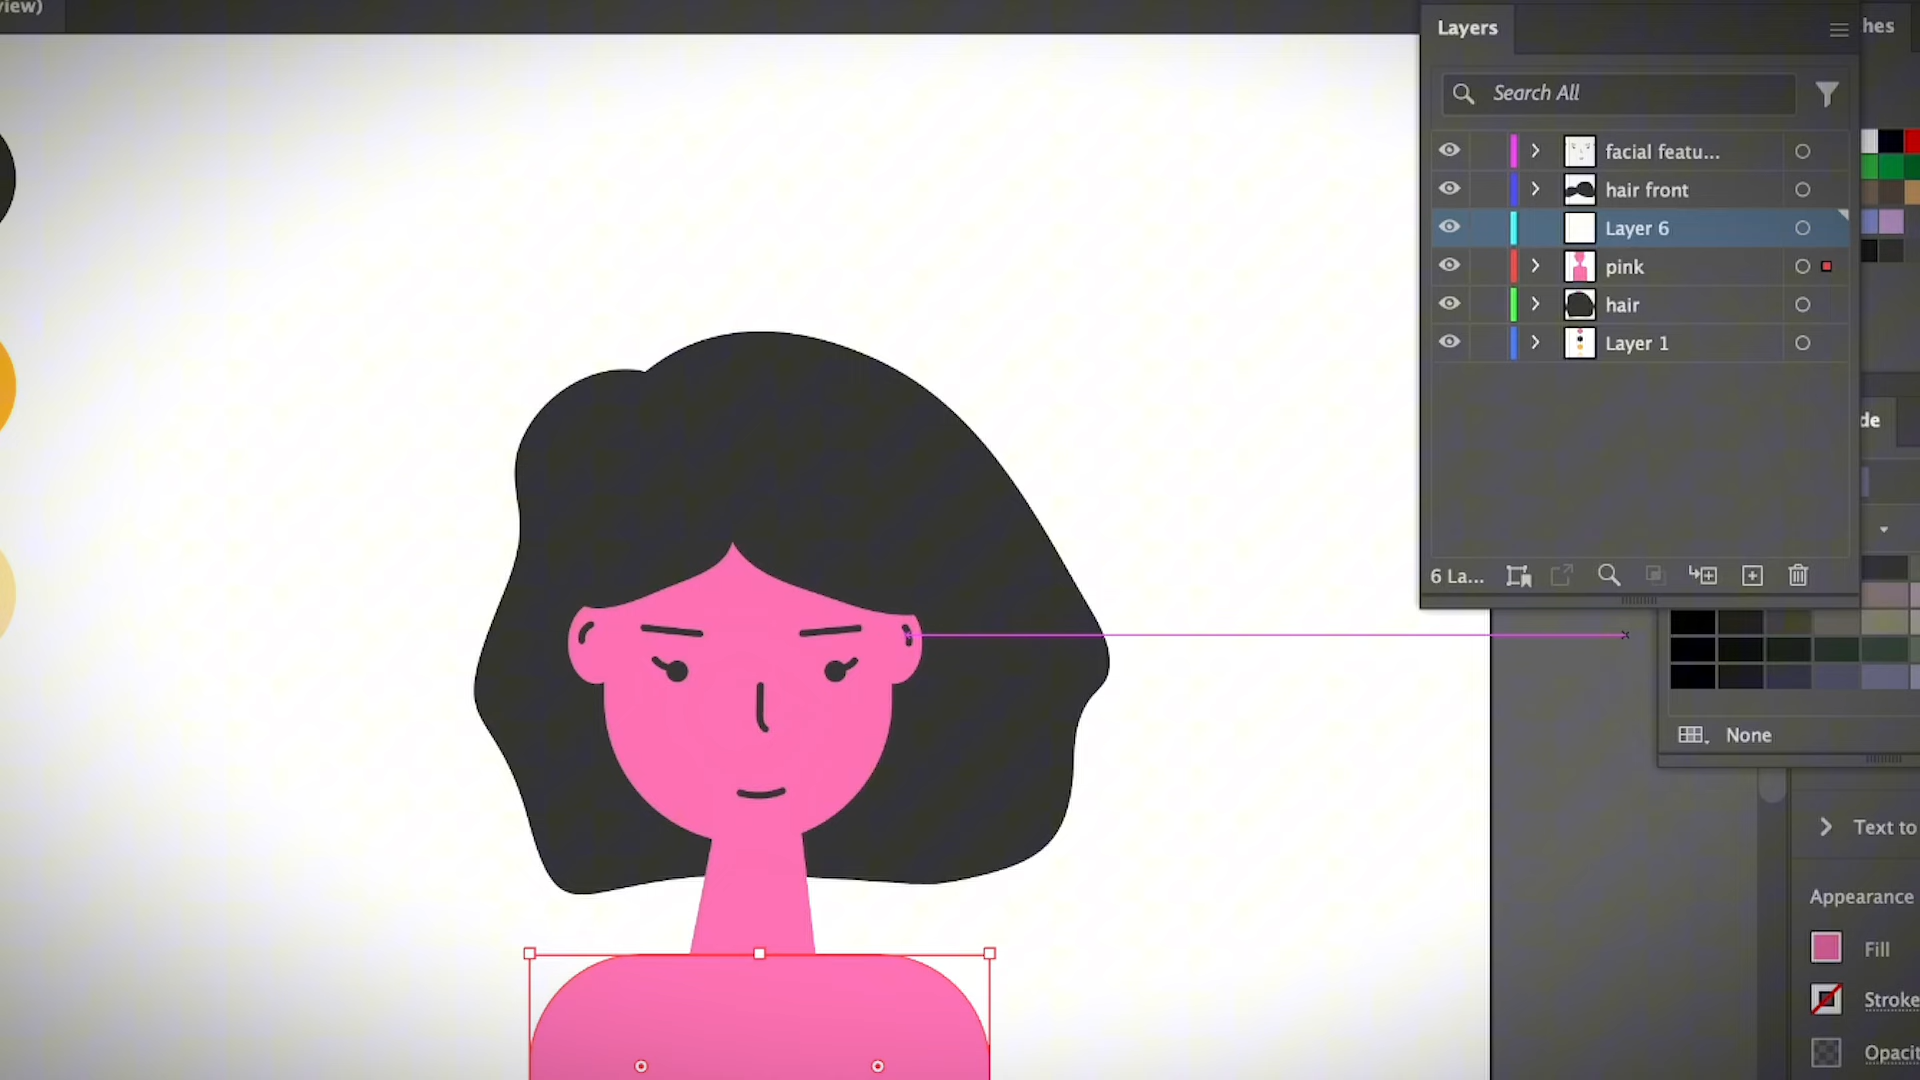 view)
Layers
hes
Search All
facial featu...
hair front
Layer 6
pink
hair
Layer 1
de
6 La...
None
Text to
Appearance
Fill
Stroke
Opacit